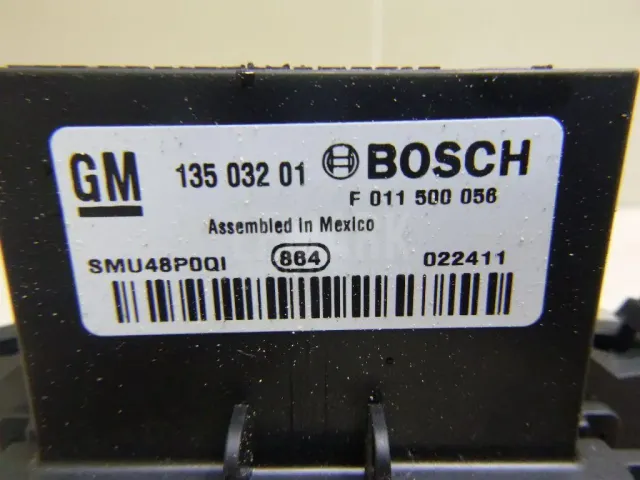 GM 135 032 01 BOSCH
F 011 500 056
Assembled in Mexico
SMU48P0QI 864 022411